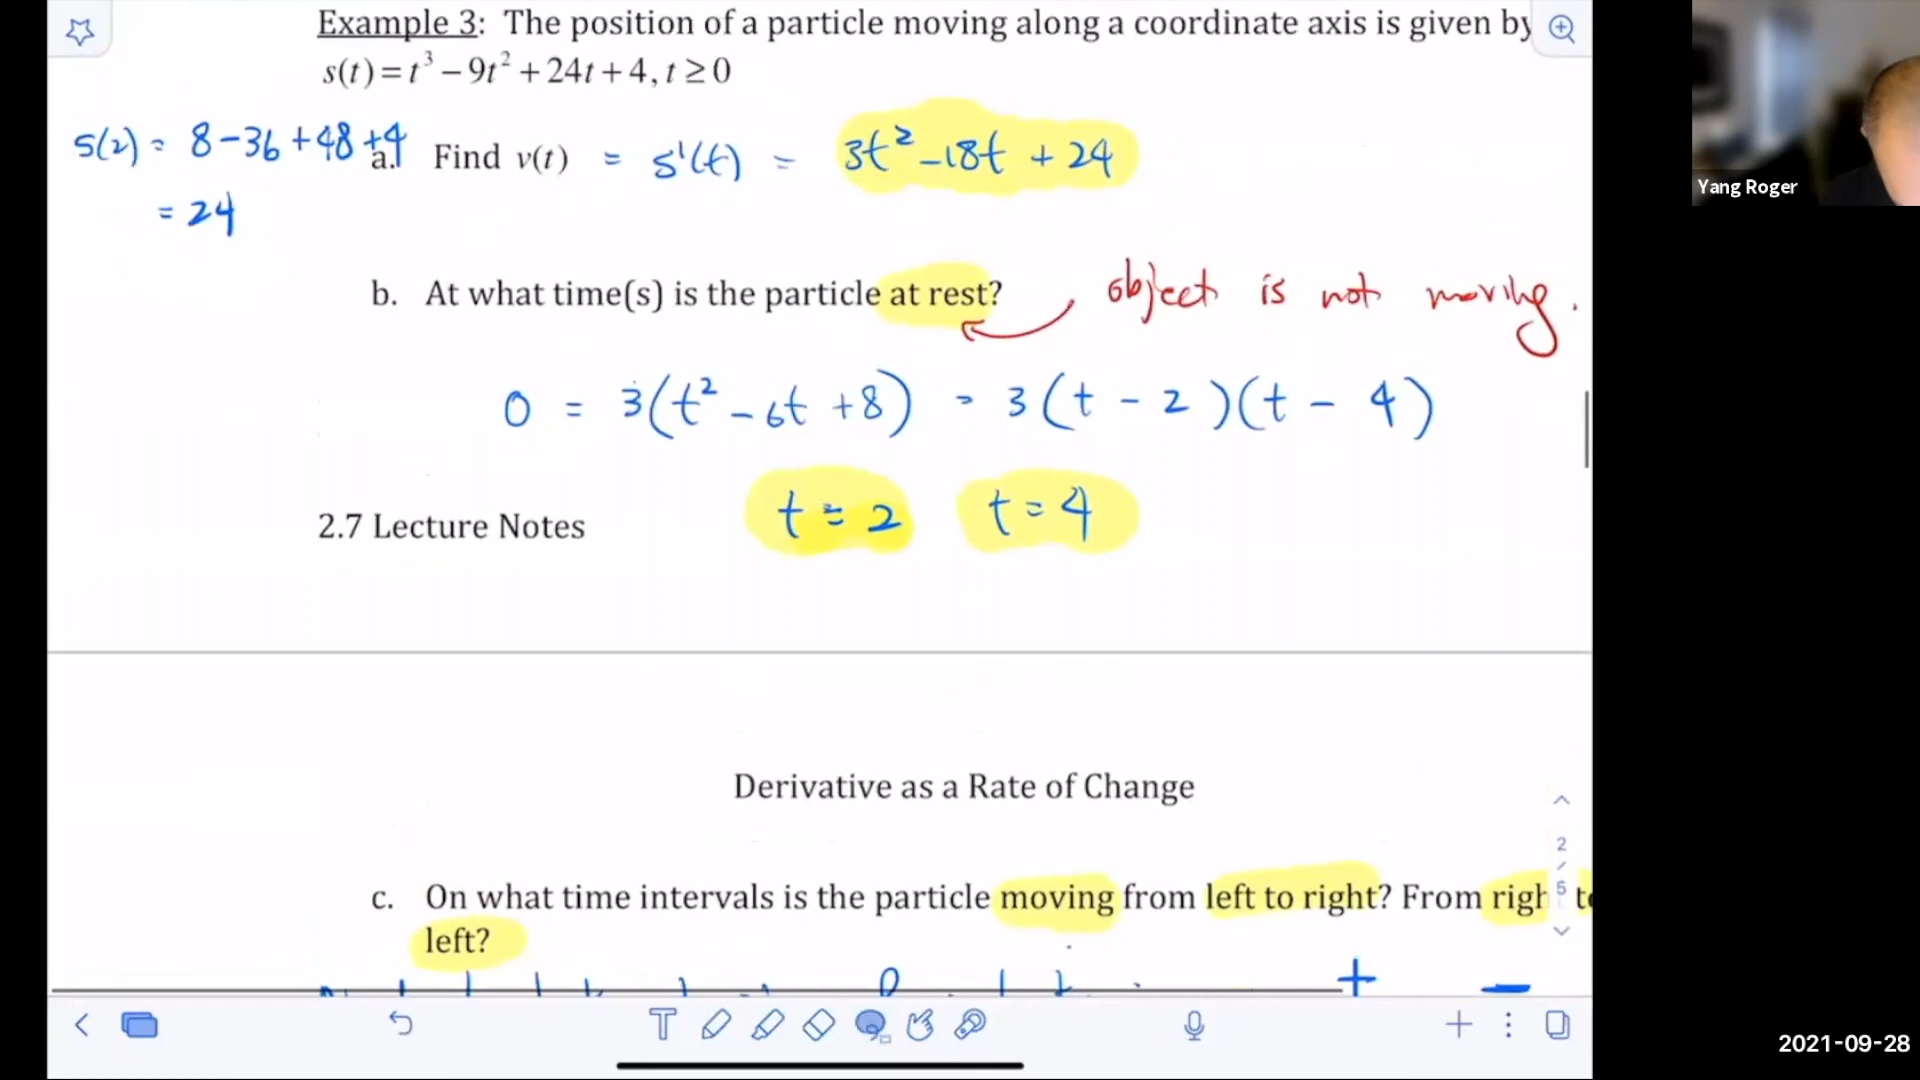 Example 3: The position of a particle moving along a coordinate axis is given by
s(t) = t³ – 9t² + 24t + 4, t ≥ 0
s(2) = 8 - 36 + 48 + 4
= 24
a. Find v(t) = s'(t) = 3t² - 18t + 24
b. At what time(s) is the particle at rest? object is not moving.
0 = 3(t² - 6t + 8) = 3(t - 2)(t - 4)
t = 2 t = 4
2.7 Lecture Notes
Derivative as a Rate of Change
c. On what time intervals is the particle moving from left to right? From righ to
left?
+ –
2
/
5
T
Yang Roger
2021-09-28